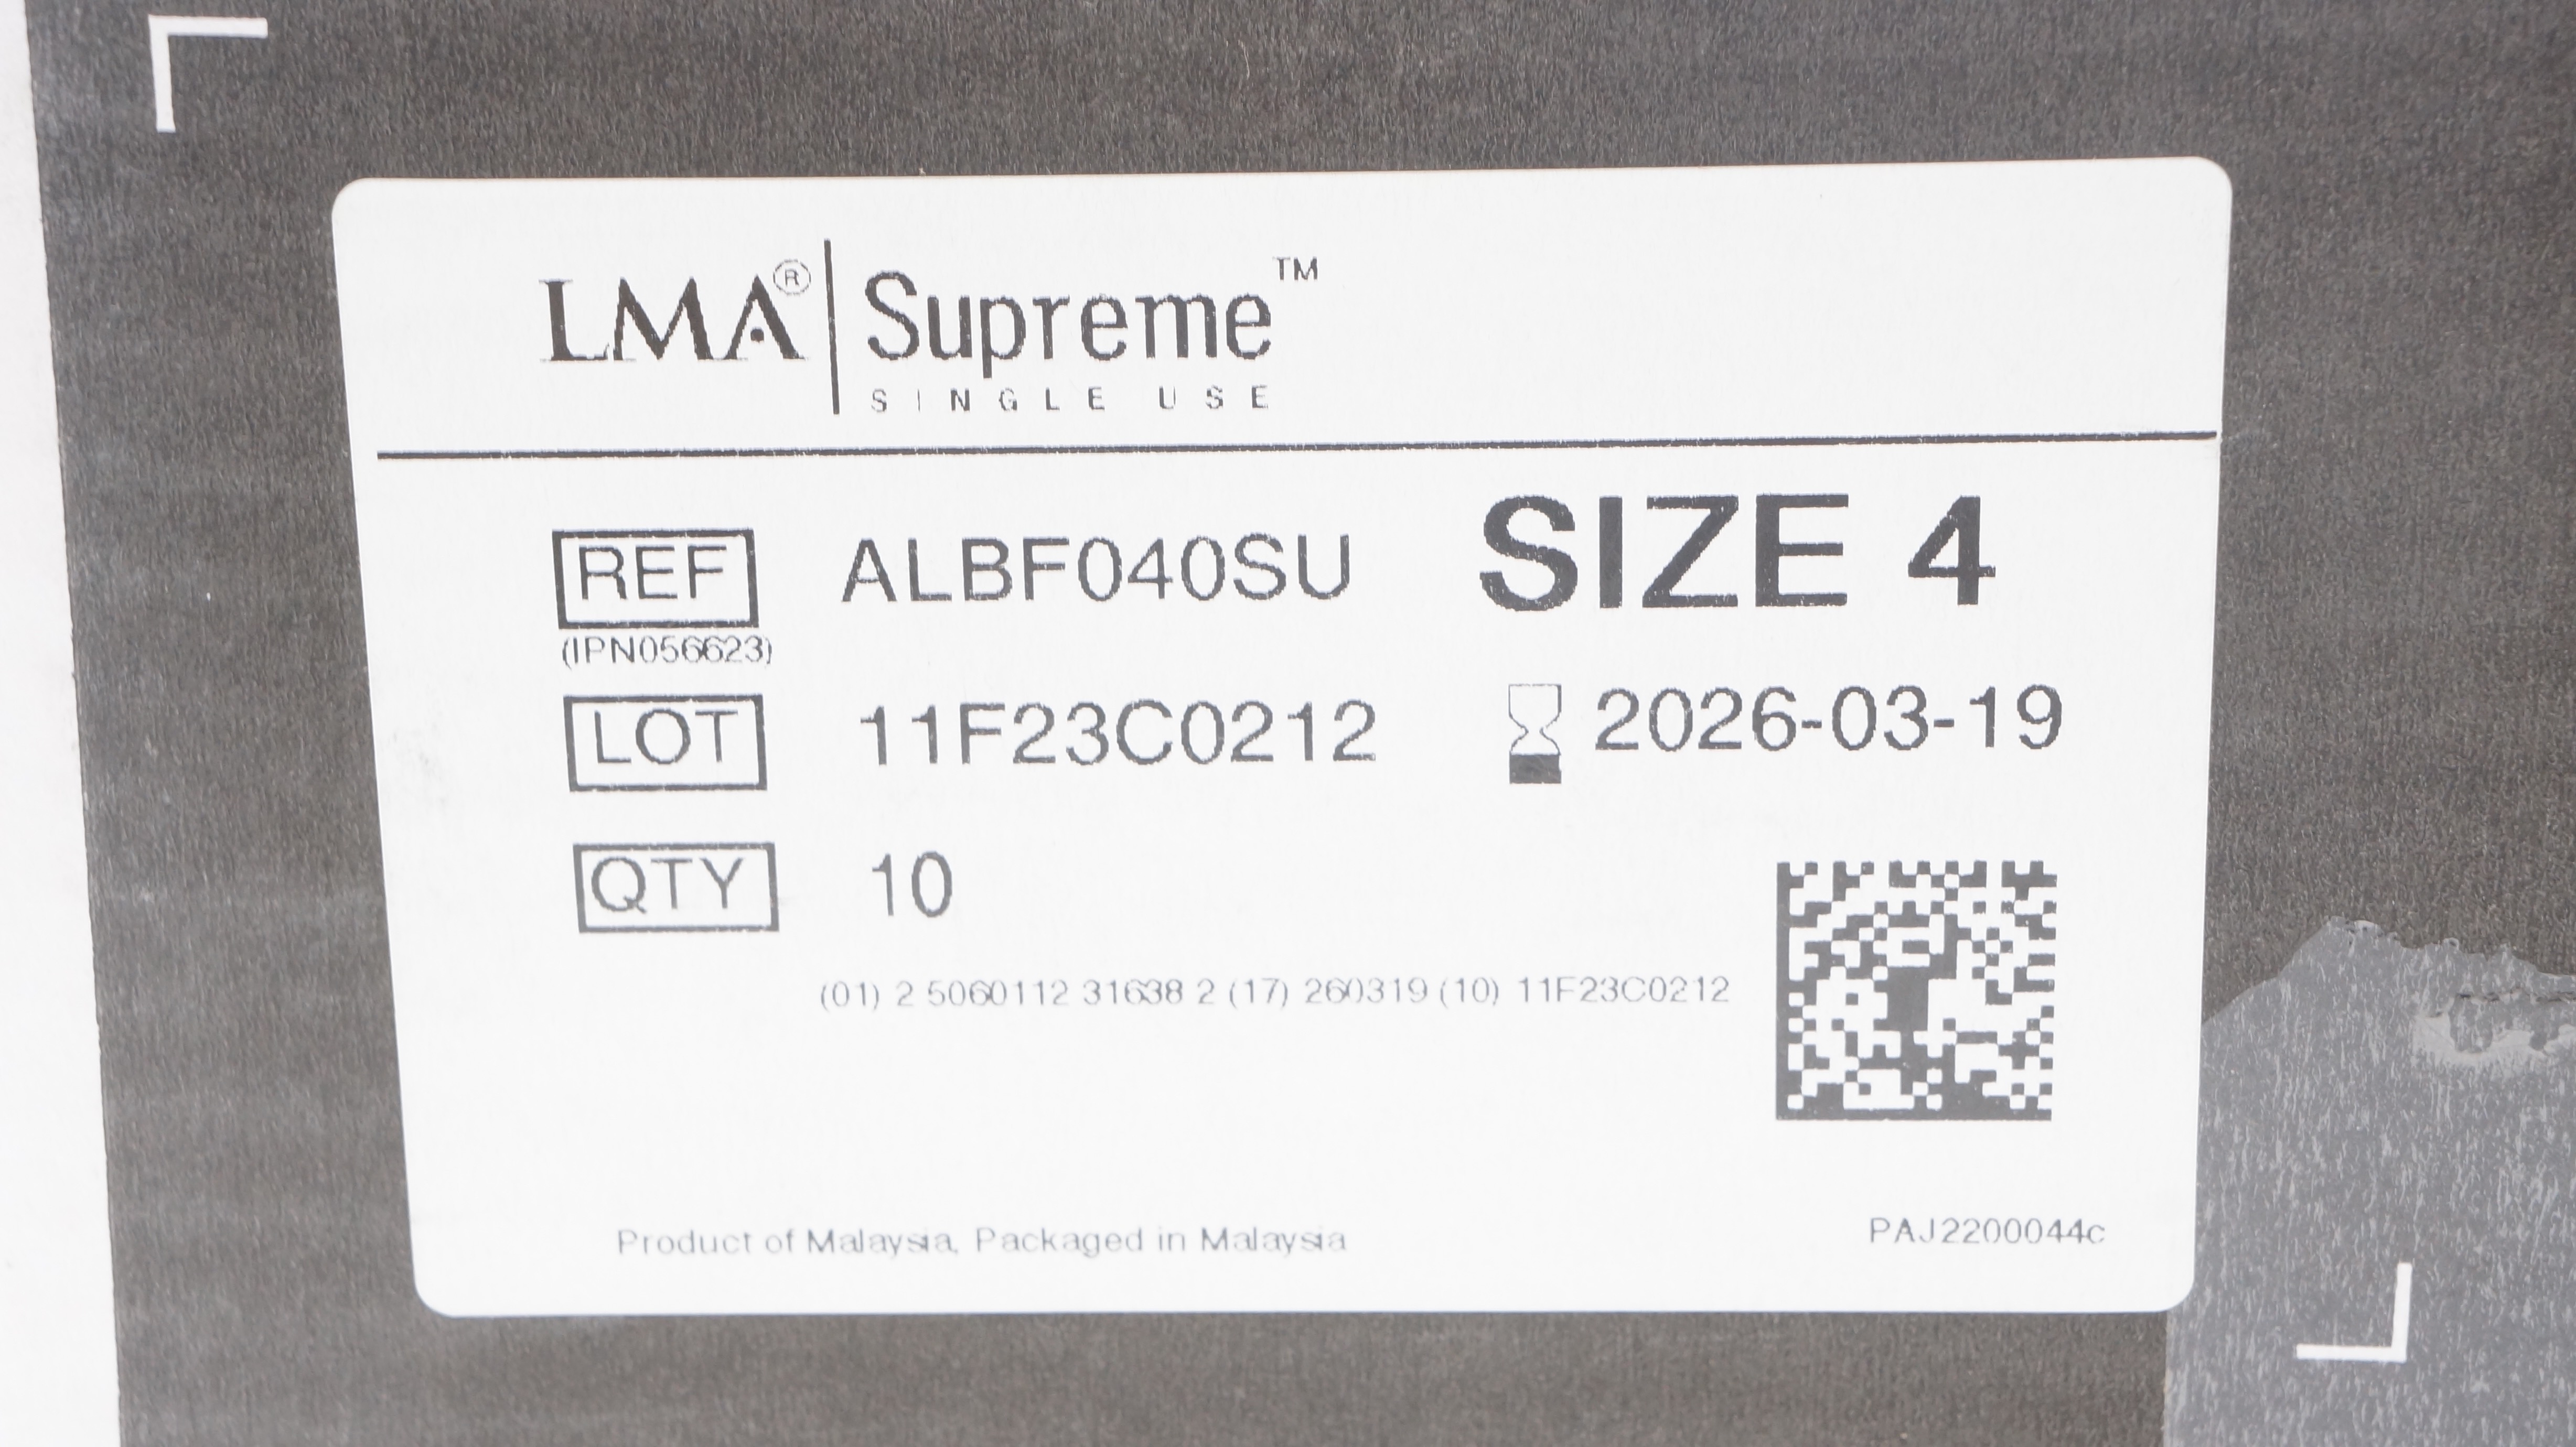 LMA® Supreme™
SINGLE USE
REF ALBF040SU SIZE 4
(IPN056623)
LOT 11F23C0212 2026-03-19
QTY 10
(01) 2 5060112 31638 2 (17) 260319 (10) 11F23C0212
Product of Malaysia, Packaged in Malaysia
PAJ2200044c